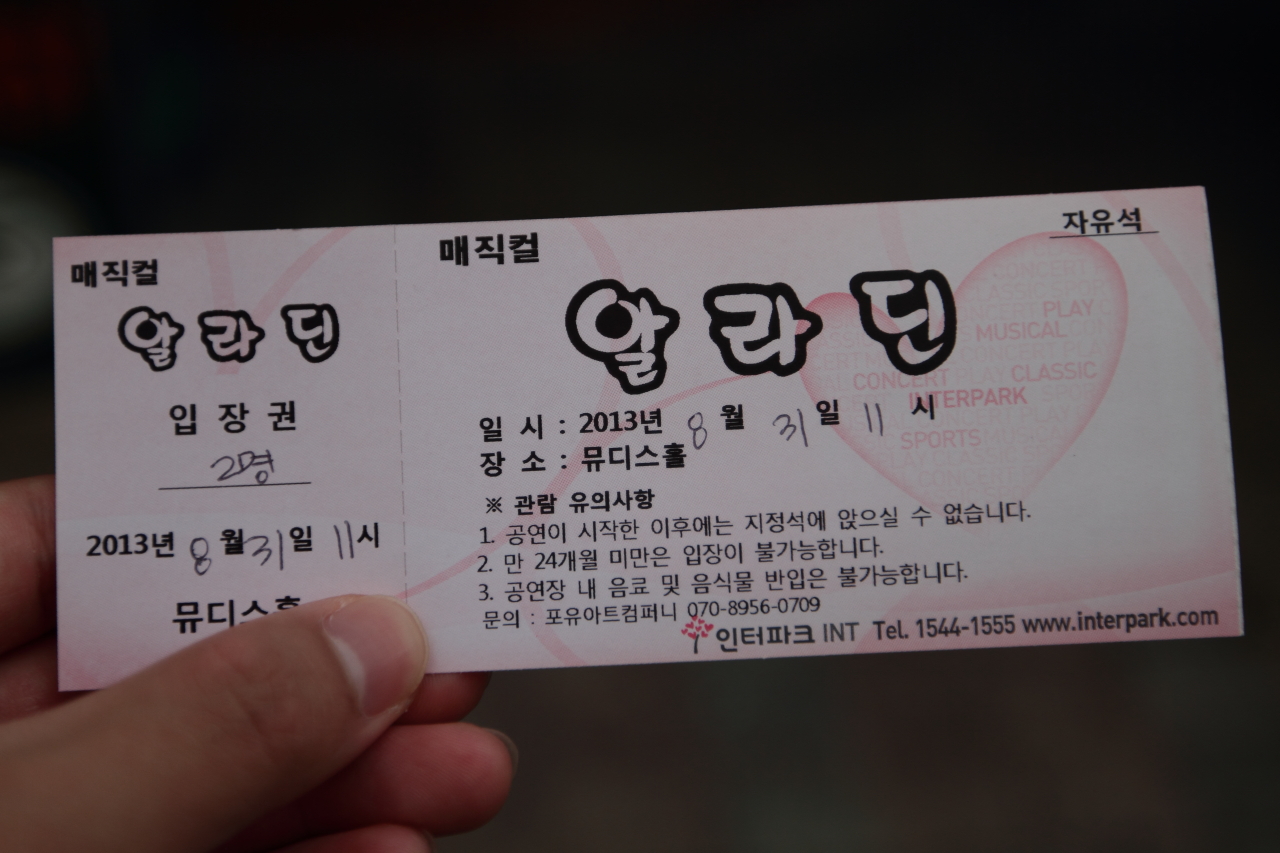 매직컬
알라딘
입장권
2명
2013년 8월 31일 11시
뮤디스홀
자유석
매직컬
알라딘
일 시 : 2013년 8월 31일 11시
장 소 : 뮤디스홀
※ 관람 유의사항
1. 공연이 시작한 이후에는 지정석에 앉으실 수 없습니다.
2. 만 24개월 미만은 입장이 불가능합니다.
3. 공연장 내 음료 및 음식물 반입은 불가능합니다.
문의 : 포유아트컴퍼니 070-8956-0709
인터파크 INT Tel. 1544-1555 www.interpark.com
PLAY
MUSICAL
CONCERT PLAY CLASSIC
INTERPARK
SPORTS